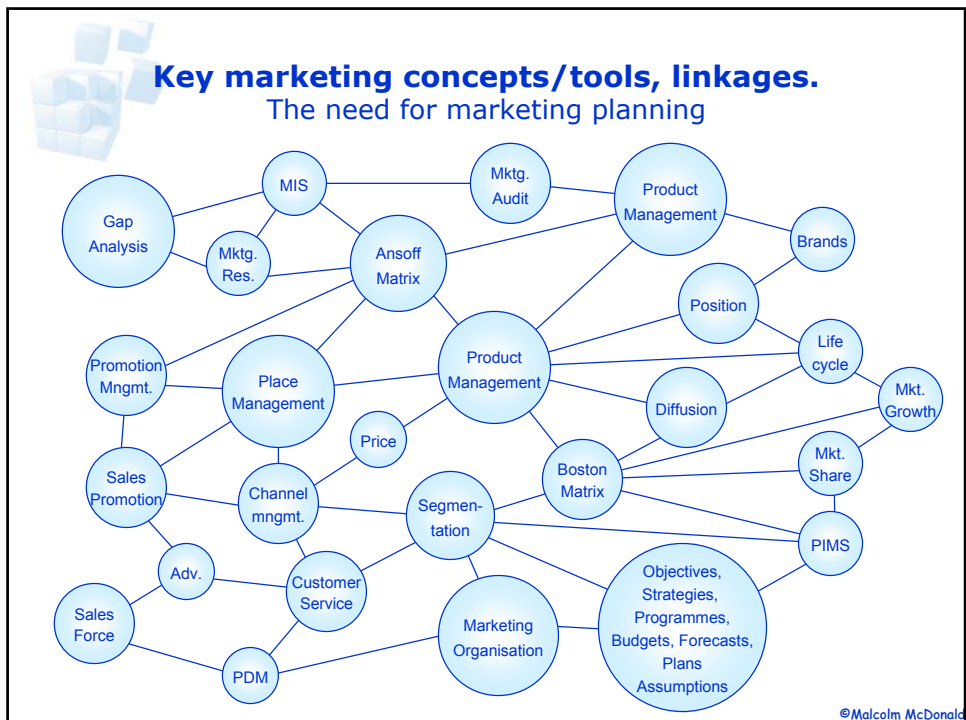 Key marketing concepts/tools, linkages.
The need for marketing planning
MIS
Mktg.
Audit
Product
Management
Gap
Analysis
Mktg.
Res.
Ansoff
Matrix
Brands
Position
Promotion
Mngmt.
Place
Management
Product
Management
Life
cycle
Diffusion
Mkt.
Growth
Price
Sales
Promotion
Channel
mngmt.
Segmen-
tation
Boston
Matrix
Mkt.
Share
PIMS
Adv.
Customer
Service
Sales
Force
PDM
Marketing
Organisation
Objectives,
Strategies,
Programmes,
Budgets, Forecasts,
Plans
Assumptions
©Malcolm McDonald